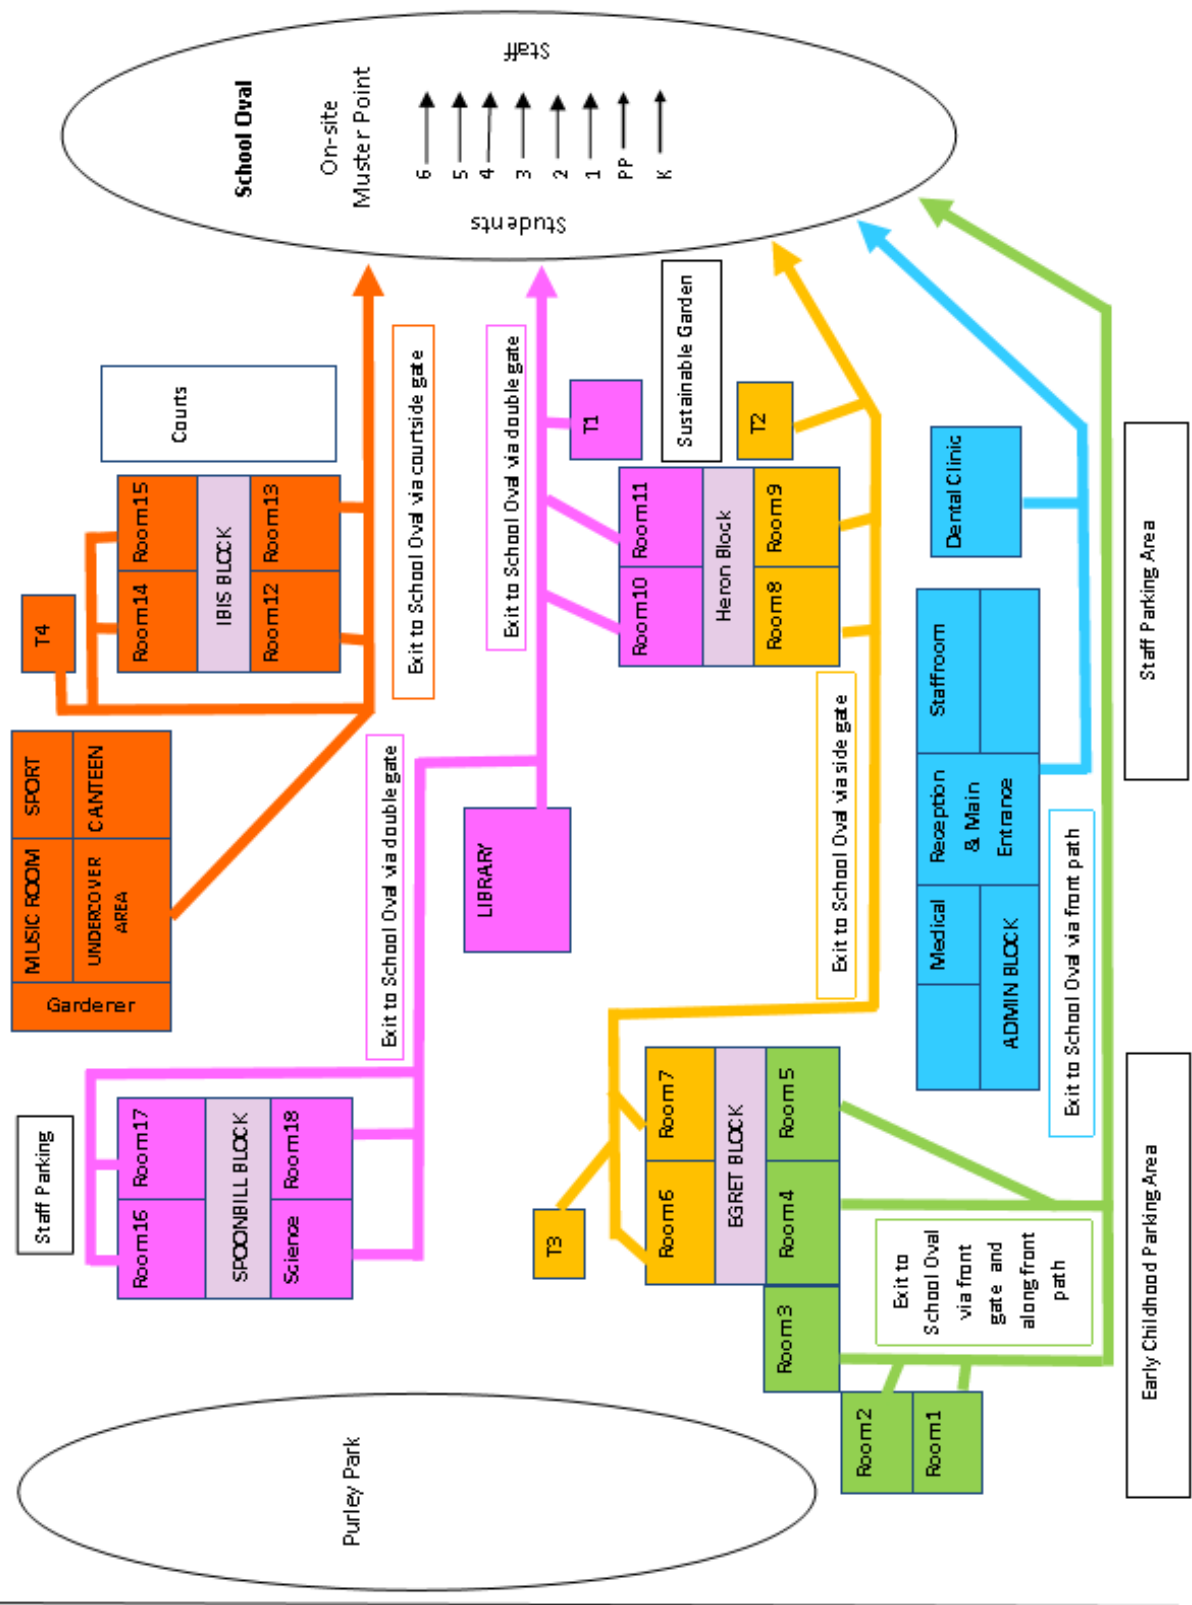 School Oval
On-site
Muster Point
Staff
6
5
4
3
2
1
PP
K
Students
Courts
Exit to School Oval via courtside gate
Exit to School Oval via double gate
Sustainable Garden
T1
T2
T4
Room15
Room14
IBIS BLOCK
Room13
Room12
Room11
Room10
Heron Block
Room9
Room8
Dental Clinic
Staff Parking Area
SPORT
CANTEEN
MUSIC ROOM
UNDERCOVER
AREA
Gardener
Exit to School Oval via double gate
LIBRARY
Exit to School Oval via side gate
Staffroom
Reception
& Main
Entrance
Medical
ADMIN BLOCK
Exit to School Oval via front path
Staff Parking
Room17
Room16
SPOONBILL BLOCK
Room18
Science
T3
Room7
Room6
EGRET BLOCK
Room5
Room4
Room3
Room2
Room1
Exit to
School Oval
via front
gate and
along front
path
Early Childhood Parking Area
Purley Park